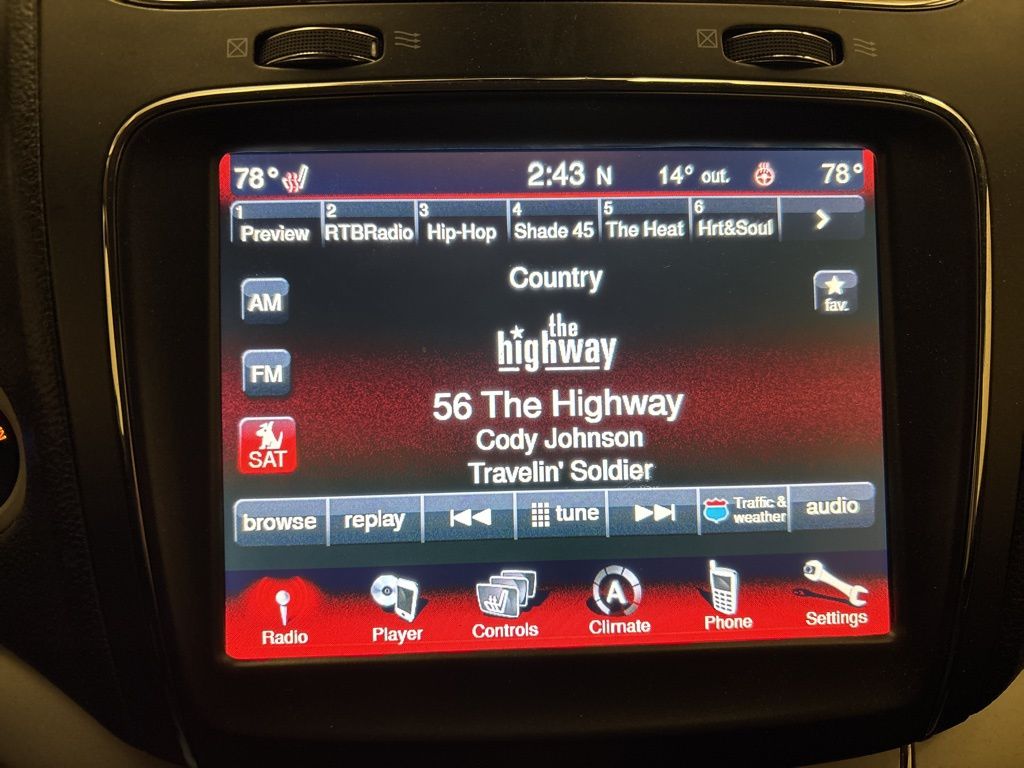 78° 2:43 N 14° out. 78°
1 2 3 4 5 6
Preview RTBRadio Hip-Hop Shade 45 The Heat Hrt&Soul
Country
AM
fav.
the
highway
FM
56 The Highway
Cody Johnson
SAT
Travelin' Soldier
browse replay tune Traffic & weather audio
A
Radio Player Controls Climate Phone Settings